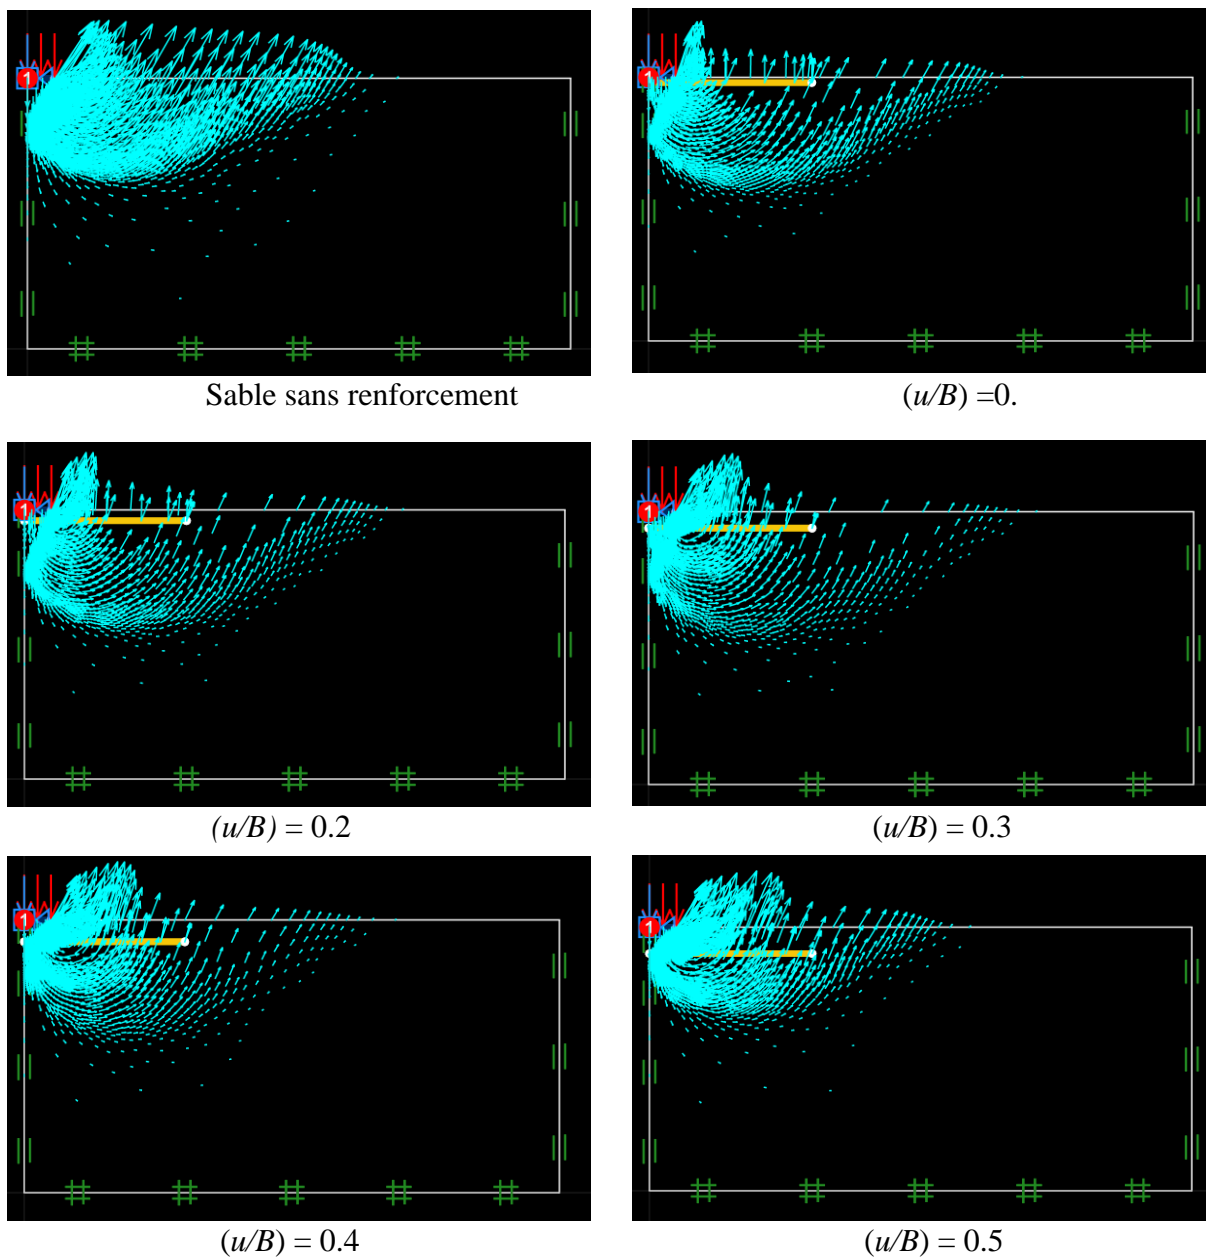 1 1
Sable sans renforcement (u/B) =0.
1 1
(u/B) = 0.2 (u/B) = 0.3
1 1
(u/B) = 0.4 (u/B) = 0.5